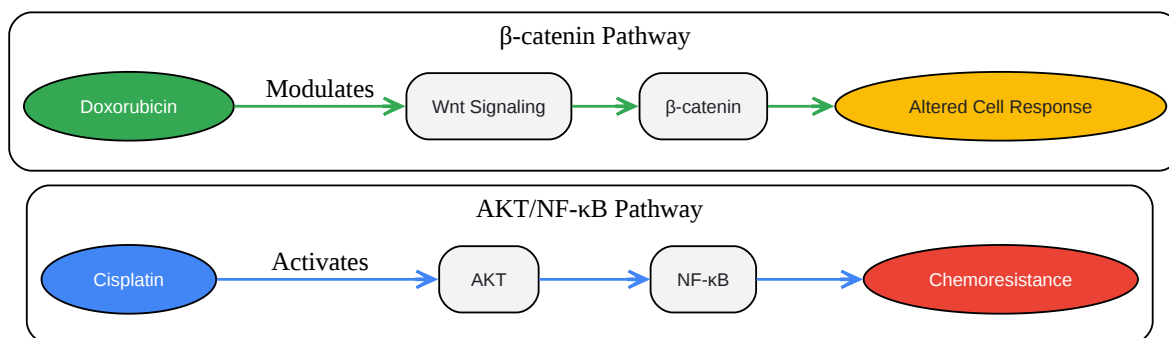 β-catenin Pathway
Doxorubicin
Modulates
Wnt Signaling
β-catenin
Altered Cell Response
AKT/NF-κB Pathway
Cisplatin
Activates
AKT
NF-κB
Chemoresistance